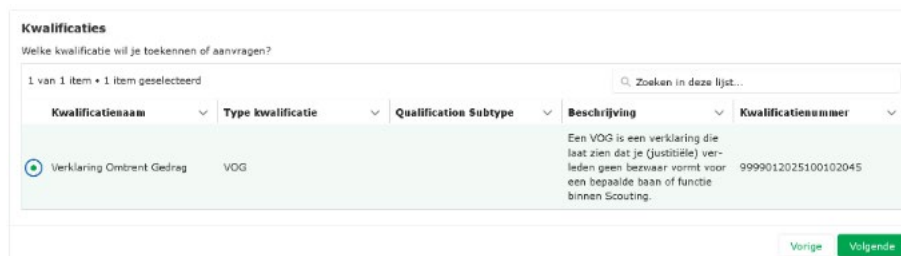 Kwalificaties
Welke kwalificatie wil je toekennen of aanvragen?
1 van 1 item • 1 item geselecteerd
Zoeken in deze lijst...
Kwalificatienaam Type kwalificatie Qualification Subtype Beschrijving Kwalificatienummer
Een VOG is een verklaring die
laat zien dat je (justitiële) ver-
leden geen bezwaar vormt voor
Verklaring Omtrent Gedrag VOG 9999012025100102045
een bepaalde baan of functie
binnen Scouting.
Vorige Volgende